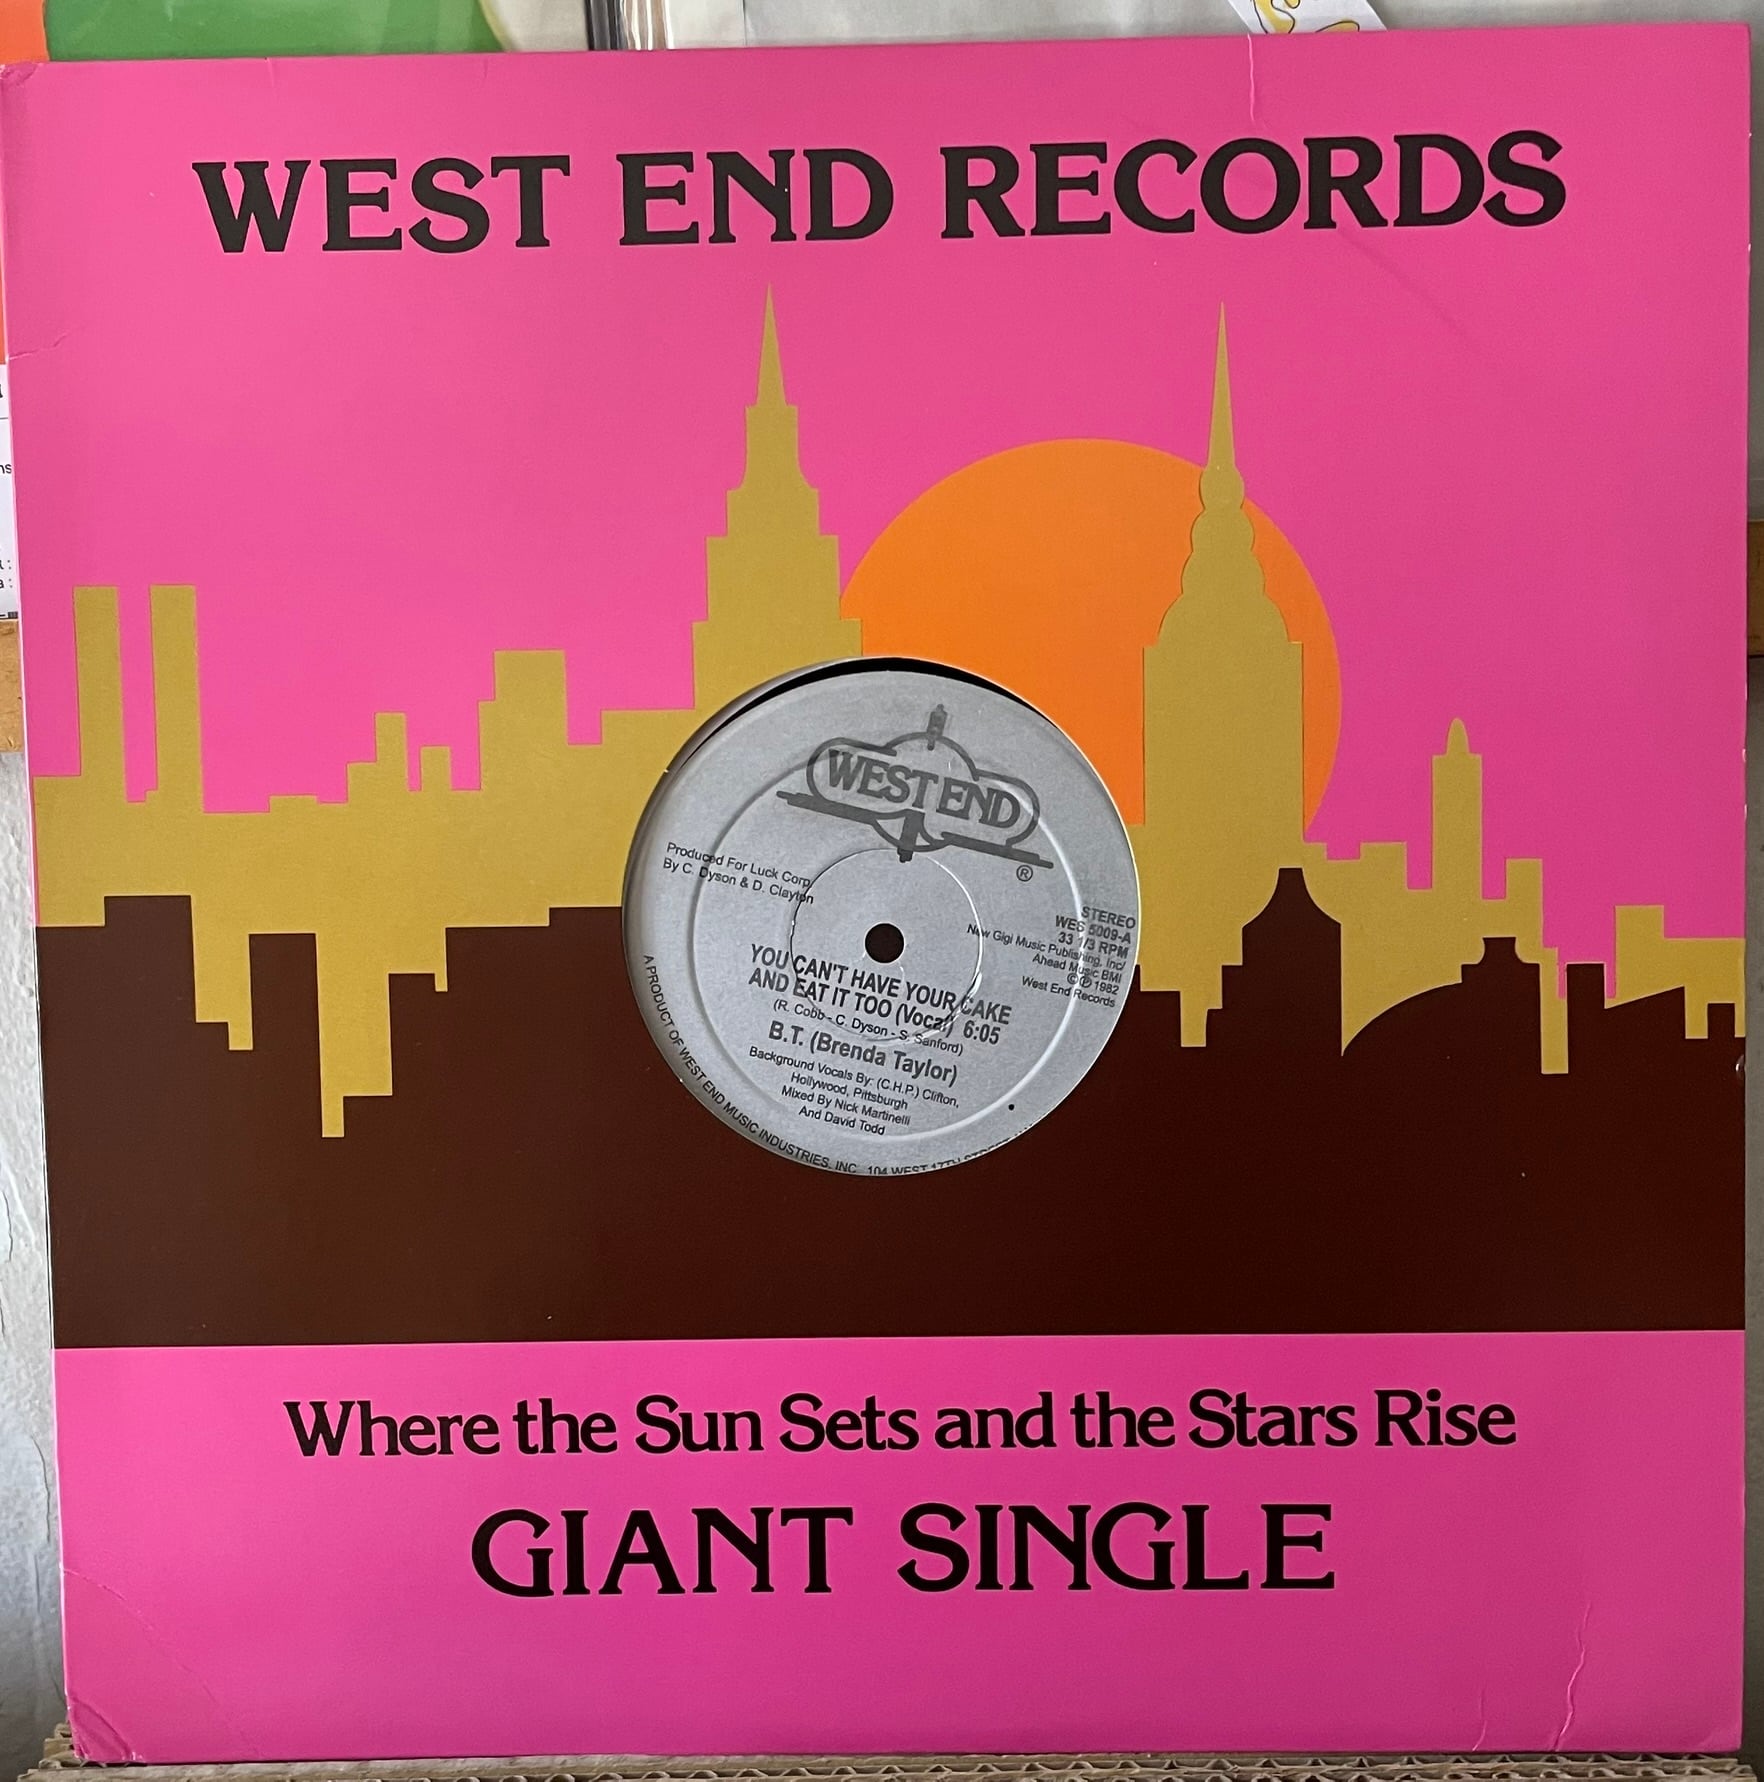 WEST END RECORDS
WEST END
®
Produced For Luck Corp.
By C. Dyson & D. Clayton
STEREO
WES 5009-A
33 1/3 RPM
New Gigi Music Publishing, Inc/
Ahead Music BMI
©℗ 1982
West End Records
YOU CAN'T HAVE YOUR CAKE
AND EAT IT TOO (Vocal) 6:05
(R. Cobb - C. Dyson - S. Sanford)
B.T. (Brenda Taylor)
Background Vocals By: (C.H.P.) Clifton,
Hollywood, Pittsburgh
Mixed By Nick Martinelli
And David Todd
A PRODUCT OF WEST END MUSIC INDUSTRIES, INC. 104 WEST 17TH STREET
Where the Sun Sets and the Stars Rise
GIANT SINGLE